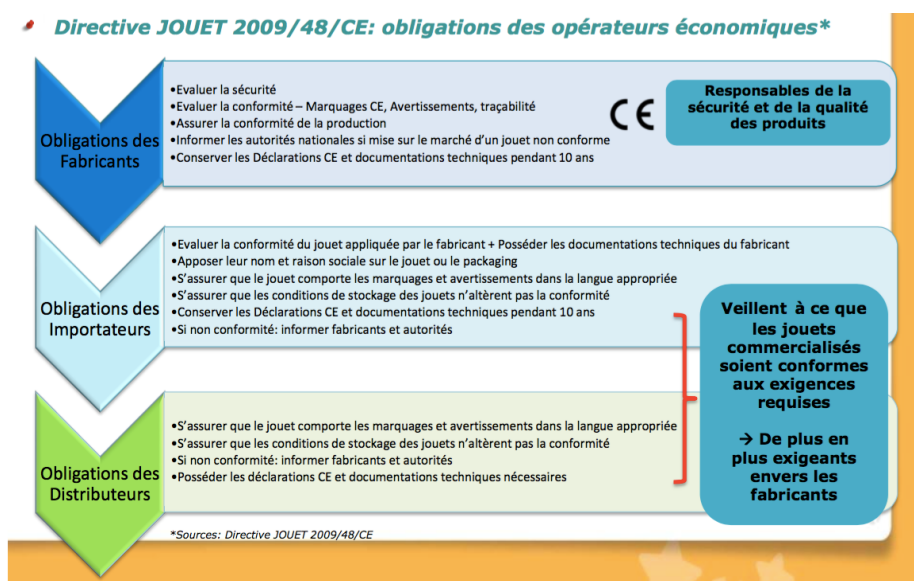 Directive JOUET 2009/48/CE: obligations des opérateurs économiques*
Obligations des
Fabricants
•Evaluer la sécurité
•Evaluer la conformité – Marquages CE, Avertissements, traçabilité
•Assurer la conformité de la production
•Informer les autorités nationales si mise sur le marché d'un jouet non conforme
•Conserver les Déclarations CE et documentations techniques pendant 10 ans
CE
Responsables de la
sécurité et de la qualité
des produits
Obligations des
Importateurs
•Evaluer la conformité du jouet appliquée par le fabricant + Posséder les documentations techniques du fabricant
•Apposer leur nom et raison sociale sur le jouet ou le packaging
•S'assurer que le jouet comporte les marquages et avertissements dans la langue appropriée
•S'assurer que les conditions de stockage des jouets n'altèrent pas la conformité
•Conserver les Déclarations CE et documentations techniques pendant 10 ans
•Si non conformité: informer fabricants et autorités
Obligations des
Distributeurs
•S'assurer que le jouet comporte les marquages et avertissements dans la langue appropriée
•S'assurer que les conditions de stockage des jouets n'altèrent pas la conformité
•Si non conformité: informer fabricants et autorités
•Posséder les déclarations CE et documentations techniques nécessaires
Veillent à ce que
les jouets
commercialisés
soient conformes
aux exigences
requises
→ De plus en
plus exigeants
envers les
fabricants
*Sources: Directive JOUET 2009/48/CE